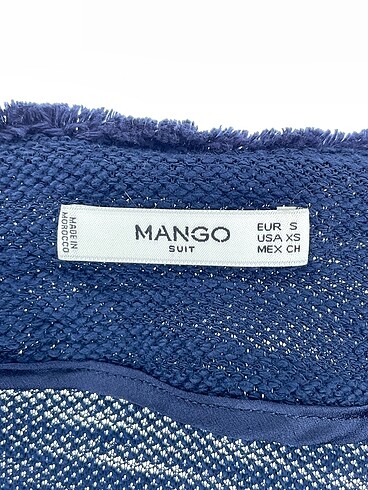 MADE IN
MOROCCO
MANGO
SUIT
EUR S
USA XS
MEX CH